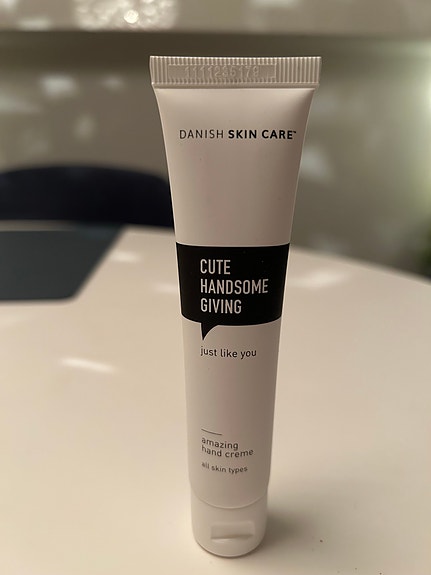 DANISH SKIN CARE™
CUTE
HANDSOME
GIVING
just like you
amazing
hand creme
all skin types